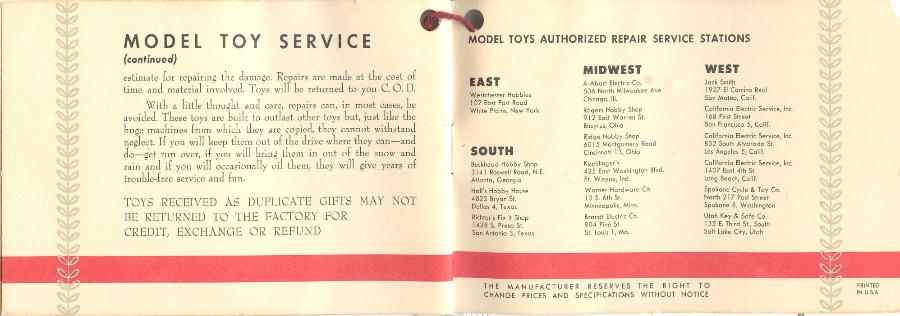 MODEL TOY SERVICE
(continued)
estimate for repairing the damage. Repairs are made at the cost of
time and material involved. Toys will be returned to you C. O. D.
With a little thought and care, repairs can, in most cases, be
avoided. These toys are built to outlast other toys but, just like the
huge machines from which they are copied, they cannot withstand
neglect. If you will keep them out of the drive where they can—and
do—get run over, if you will bring them in out of the snow and
rain and if you will occasionally oil them, they will give years of
trouble-free service and fun.
TOYS RECEIVED AS DUPLICATE GIFTS MAY NOT
BE RETURNED TO THE FACTORY FOR
CREDIT, EXCHANGE OR REFUND
MODEL TOYS AUTHORIZED REPAIR SERVICE STATIONS
EAST
Westchester Hobbies
102 East Post Road
White Plains, New York
SOUTH
Beckhaud Hobby Shop
3141 Roswell Road, N.E.
Atlanta, Georgia
Hall's Hobby House
4823 Bryan St.
Dallas 4, Texas
Richter's Fix It Shop
1428 S. Presa St.
San Antonio 3, Texas
MIDWEST
A-Abart Electric Co.
506 North Milwaukee Ave.
Chicago, Ill.
Rogers Hobby Shop
912 East Warren St.
Bucyrus, Ohio
Ridge Hobby Shop
6015 Montgomery Road
Cincinnati 13, Ohio
Koehlinger's
425 East Washington Blvd.
Ft. Wayne, Ind.
Warner Hardware Co.
13 S. 6th St.
Minneapolis, Minn.
Brandt Electric Co.
904 Pine St.
St. Louis 1, Mo.
WEST
Jack Smith
1927 El Camino Real
San Mateo, Calif.
California Electric Service, Inc.
168 First Street
San Francisco 5, Calif.
California Electric Service, Inc.
832 South Alvarado St.
Los Angeles 5, Calif.
California Electric Service, Inc.
1407 East 4th St.
Long Beach, Calif.
Spokane Cycle & Toy Co.
North 217 Post Street
Spokane 8, Washington
Utah Key & Safe Co.
135 E. Third St., South
Salt Lake City, Utah
THE MANUFACTURER RESERVES THE RIGHT TO
CHANGE PRICES AND SPECIFICATIONS WITHOUT NOTICE
PRINTED
IN U.S.A.